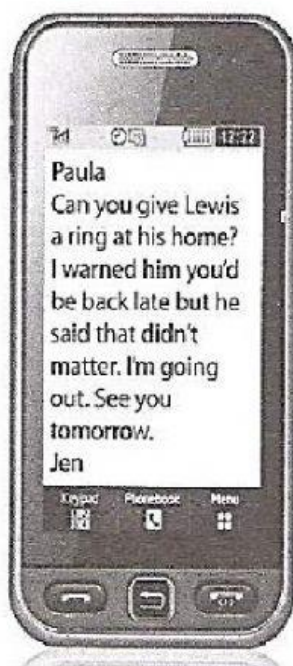 12:22
Paula
Can you give Lewis
a ring at his home?
I warned him you'd
be back late but he
said that didn't
matter. I'm going
out. See you
tomorrow.
Jen
Keypad Phonebook Menu